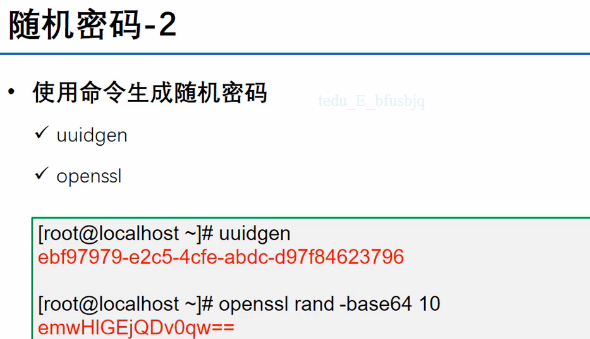 随机密码-2
• 使用命令生成随机密码
tedu_E_bfusbjq
✓ uuidgen
✓ openssl
[root@localhost ~]# uuidgen
ebf97979-e2c5-4cfe-abdc-d97f84623796
[root@localhost ~]# openssl rand -base64 10
emwHlGEjQDv0qw==